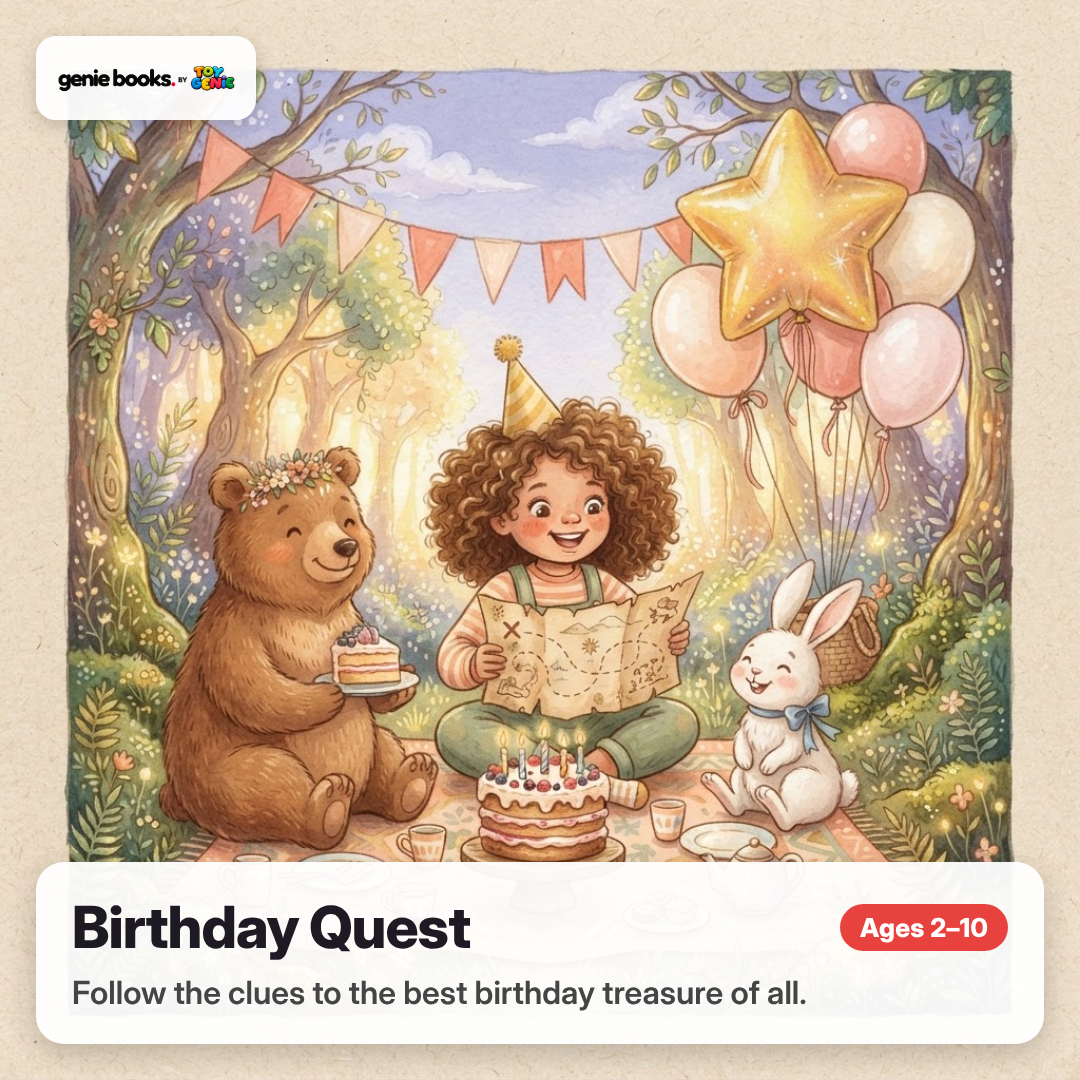 genie books. BY TOY GENIE
Birthday Quest
Ages 2–10
Follow the clues to the best birthday treasure of all.